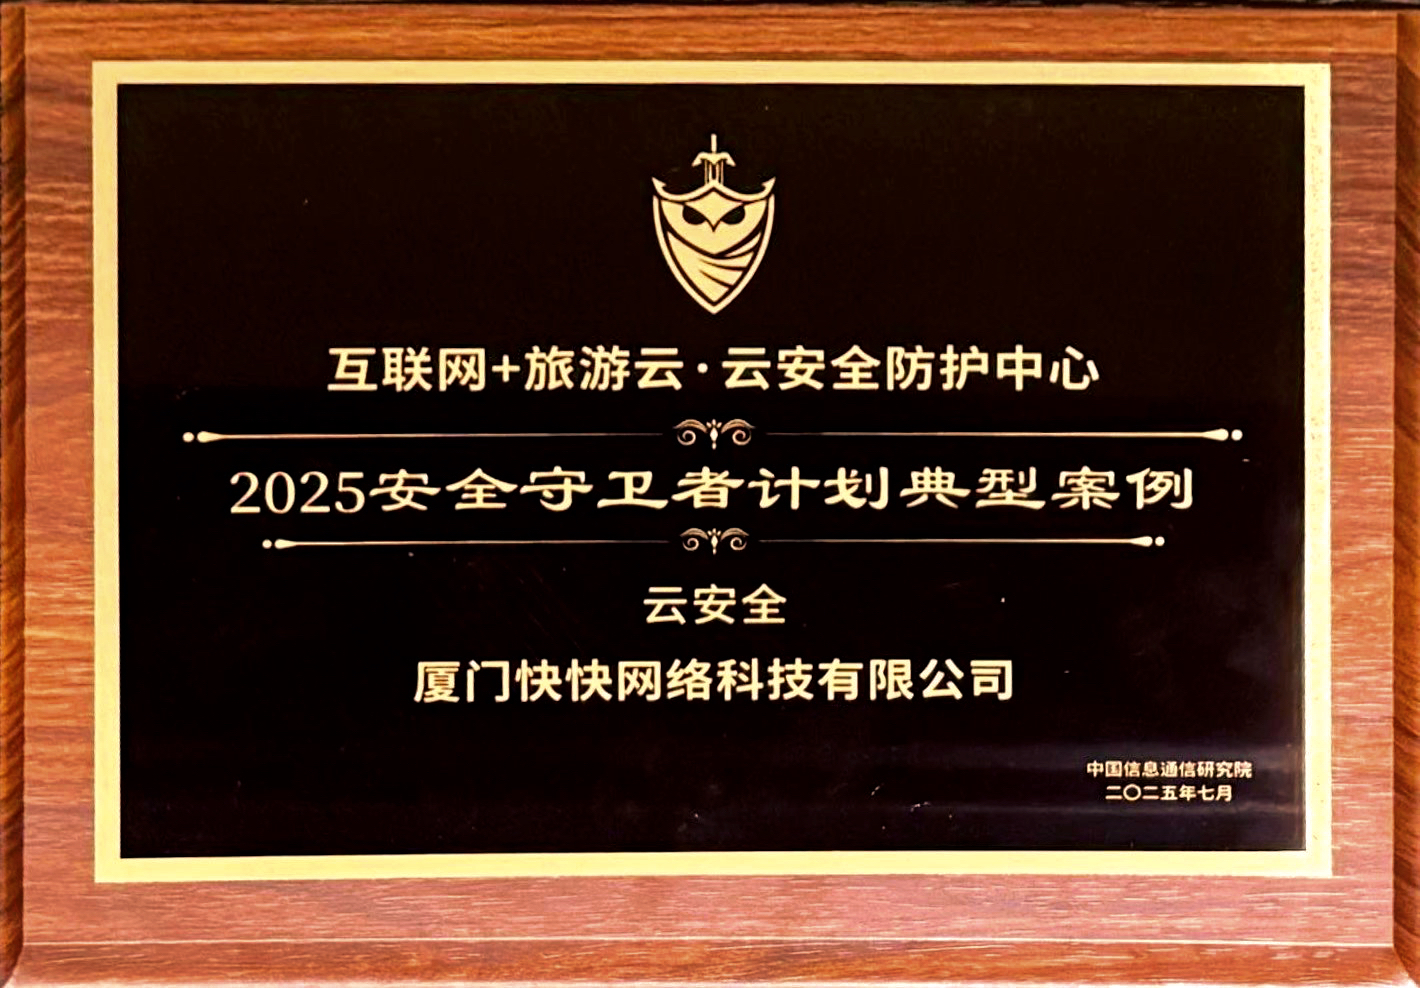 互联网+旅游云·云安全防护中心
2025安全守卫者计划典型案例
云安全
厦门快快网络科技有限公司
中国信息通信研究院
二〇二五年七月